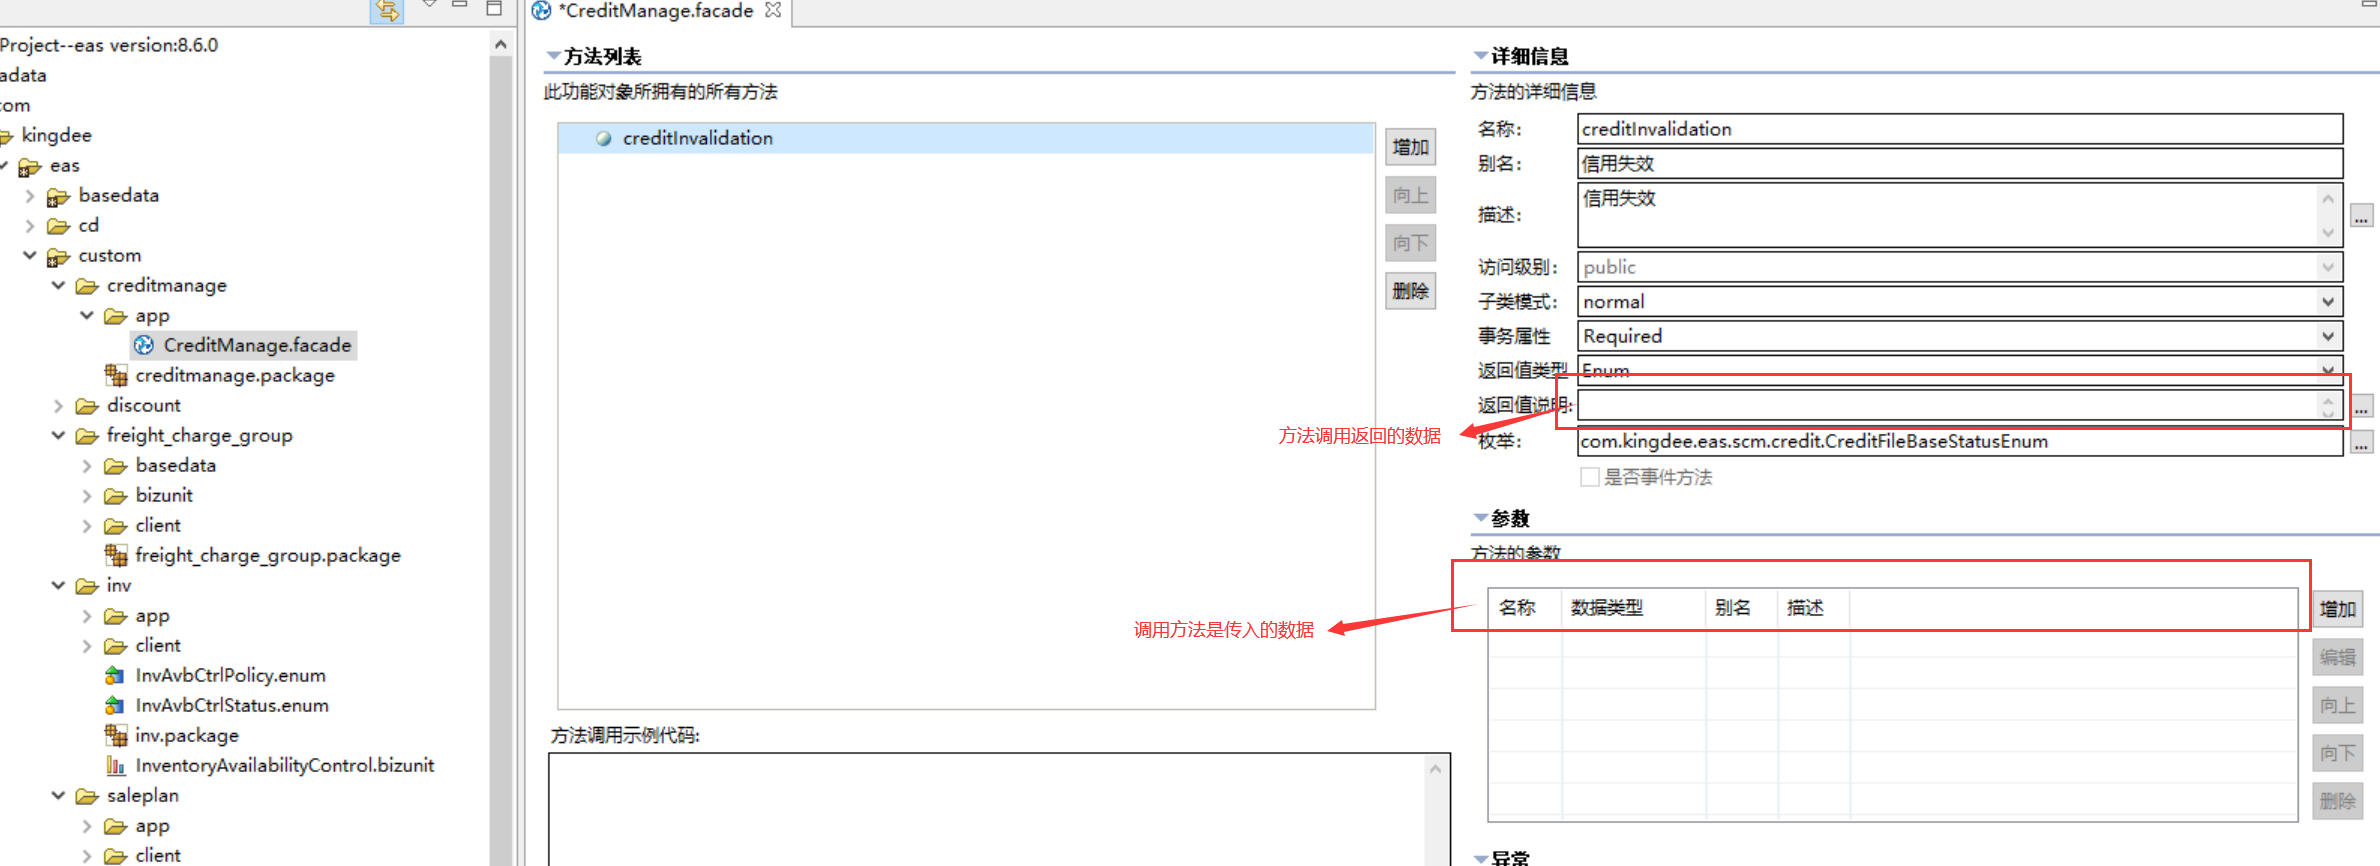 Project--eas version:8.6.0
adata
com
kingdee
eas
basedata
cd
custom
creditmanage
app
CreditManage.facade
creditmanage.package
discount
freight_charge_group
basedata
bizunit
client
freight_charge_group.package
inv
app
client
InvAvbCtrlPolicy.enum
InvAvbCtrlStatus.enum
inv.package
InventoryAvailabilityControl.bizunit
saleplan
app
client
*CreditManage.facade
方法列表
此功能对象所拥有的所有方法
creditInvalidation
增加
向上
向下
删除
方法调用示例代码:
详细信息
方法的详细信息
名称: creditInvalidation
别名: 信用失效
描述: 信用失效
...
访问级别: public
子类模式: normal
事务属性 Required
返回值类型 Enum
返回值说明:
...
方法调用返回的数据
枚举: com.kingdee.eas.scm.credit.CreditFileBaseStatusEnum
...
是否事件方法
参数
方法的参数
名称 数据类型 别名 描述
调用方法是传入的数据
增加
编辑
向上
向下
删除
异常